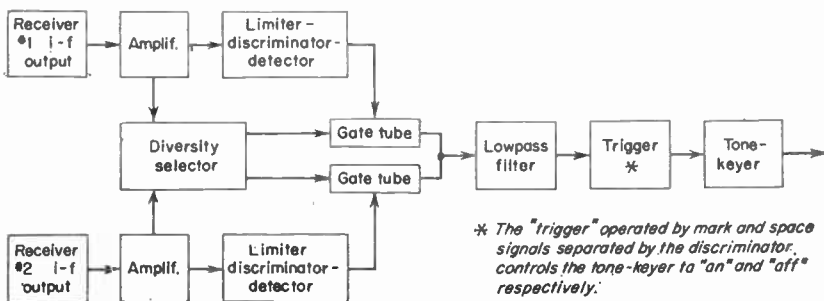 Receiver
#1 i-f
output
Amplif.
Limiter-
discriminator-
detector
Diversity
selector
Gate tube
Gate tube
Lowpass
filter
Trigger
*
Tone-
keyer
Receiver
#2 i-f
output
Amplif.
Limiter
discriminator-
detector
* The "trigger" operated by mark and space
signals separated by the discriminator,
controls the tone-keyer to "an" and "aff"
respectively.